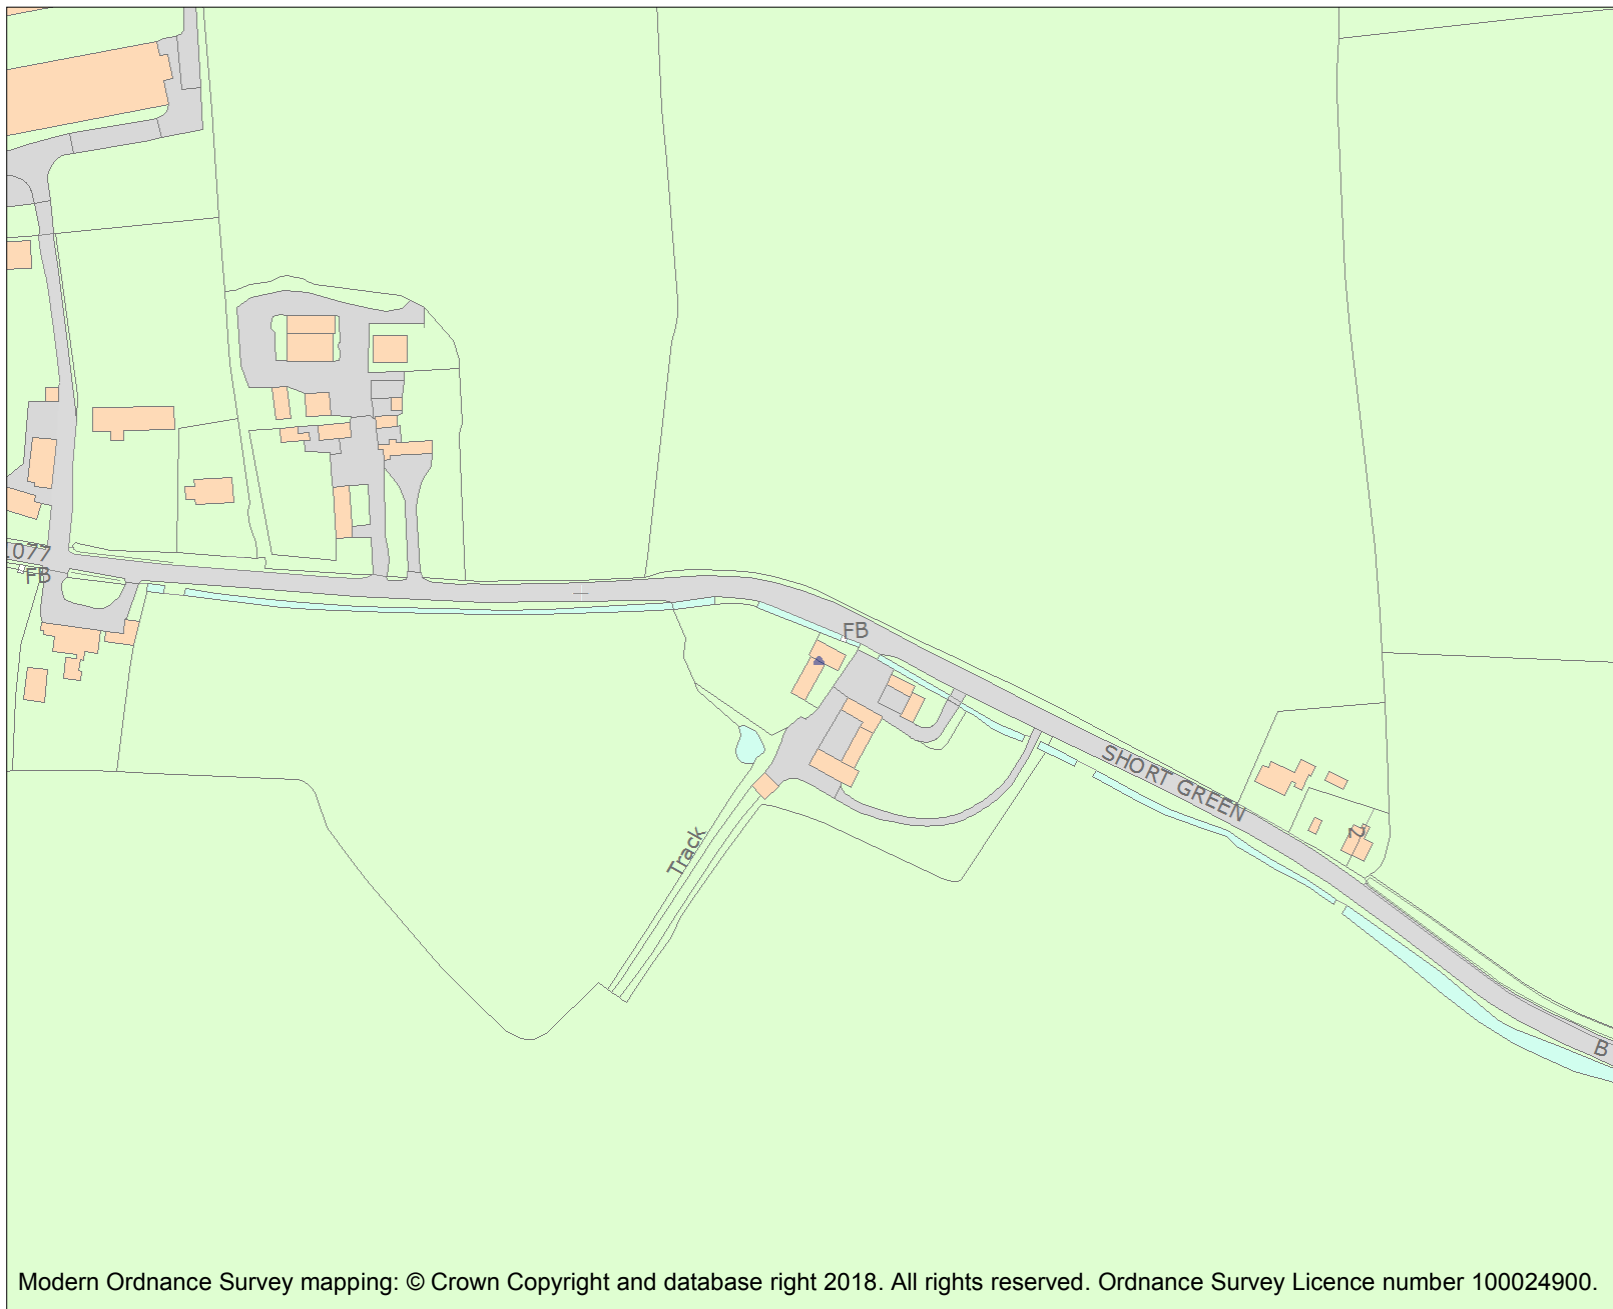 1077
FB
FB
SHORT GREEN
2
Track
B
Modern Ordnance Survey mapping: © Crown Copyright and database right 2018. All rights reserved. Ordnance Survey Licence number 100024900.